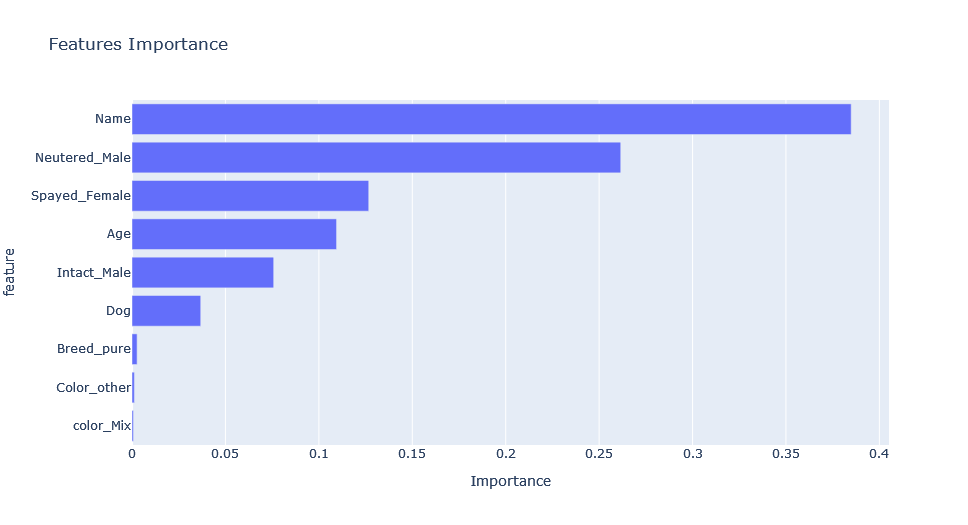 Features Importance
Name
Neutered_Male
Spayed_Female
Age
Intact_Male
Dog
Breed_pure
Color_other
color_Mix
feature
0 0.05 0.1 0.15 0.2 0.25 0.3 0.35 0.4
Importance